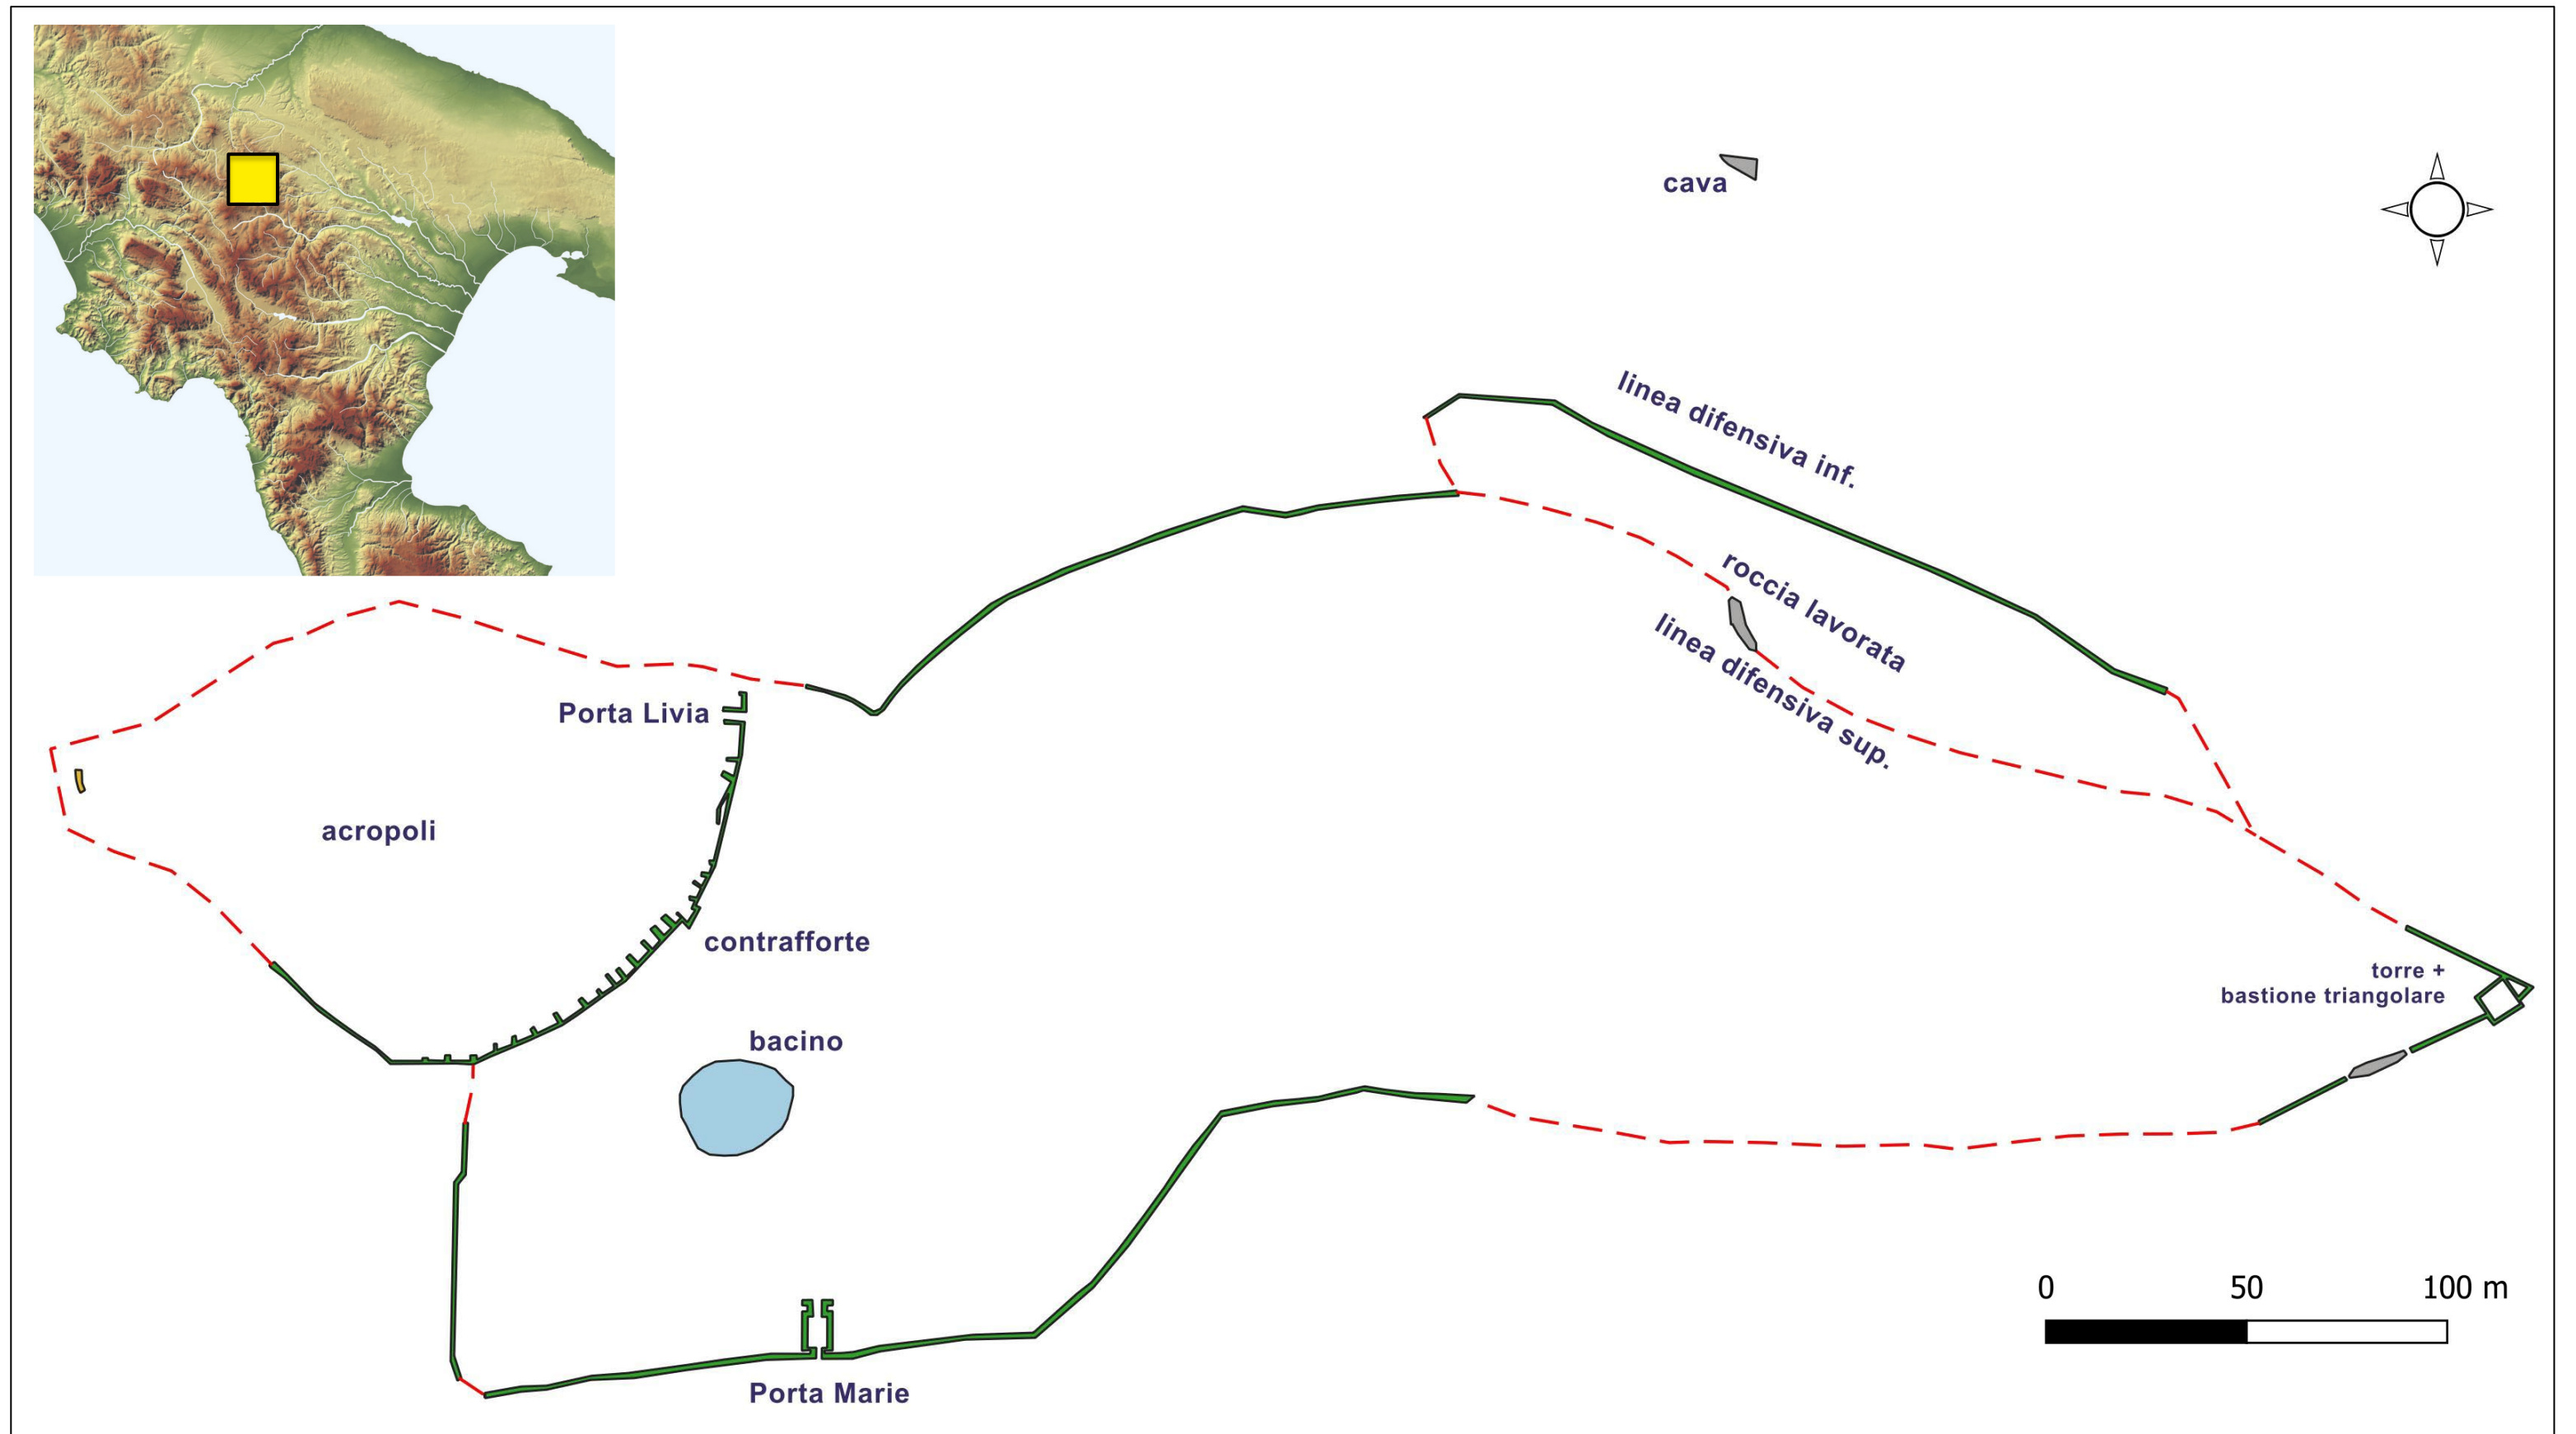 cava
linea difensiva inf.
roccia lavorata
linea difensiva sup.
Porta Livia
acropoli
contrafforte
torre +
bastione triangolare
bacino
0 50 100 m
Porta Marie